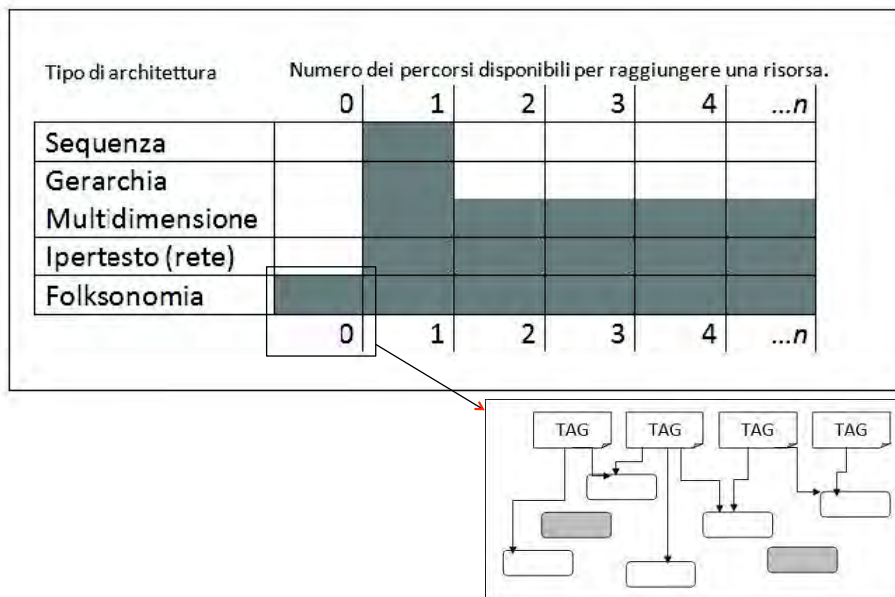 Tipo di architettura Numero dei percorsi disponibili per raggiungere una risorsa.
0 1 2 3 4 ...n
Sequenza
Gerarchia
Multidimensione
Ipertesto (rete)
Folksonomia
0 1 2 3 4 ...n
TAG TAG TAG TAG